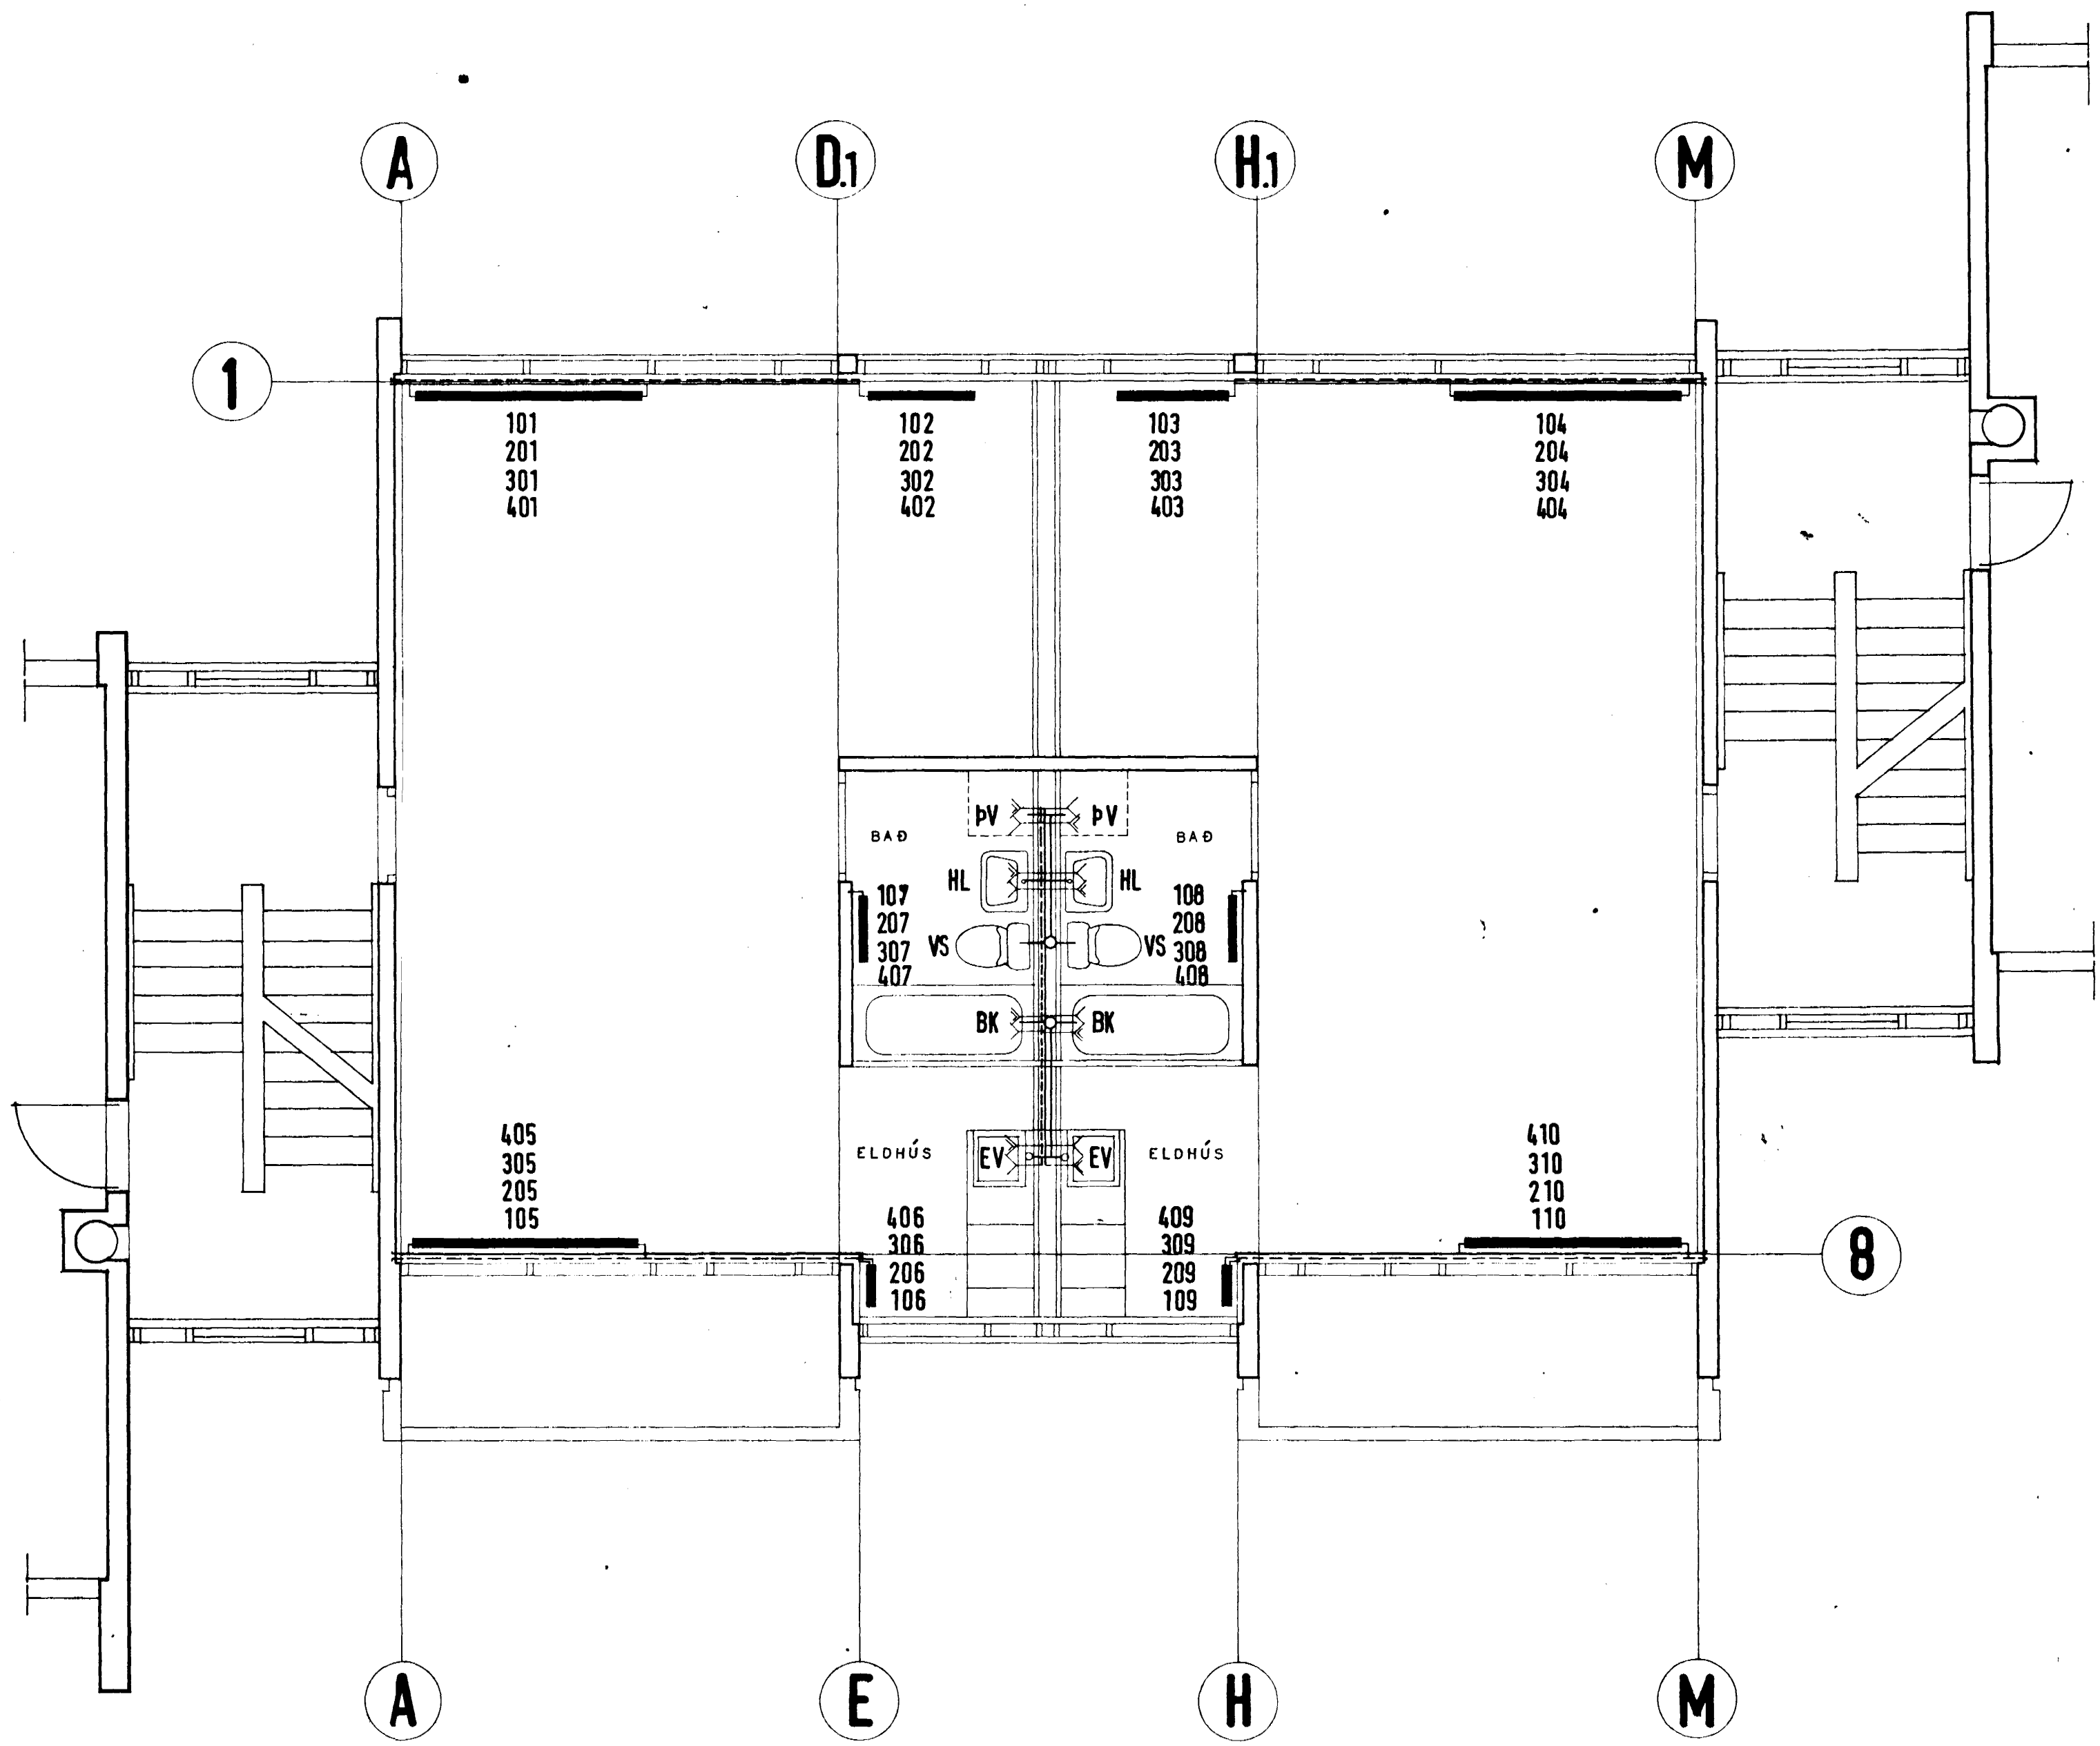 A D.1 H.1 M
1
101 102 103 104
201 202 203 204
301 302 303 304
401 402 403 404
ÞV ÞV
BAÐ BAÐ
HL HL
107 108
207 208
VS VS
307 308
407 408
BK BK
405 410
305 310
ELDHÚS EV EV ELDHÚS
205 210
105 110
406 409
306 309
8
206 209
106 109
A E H M